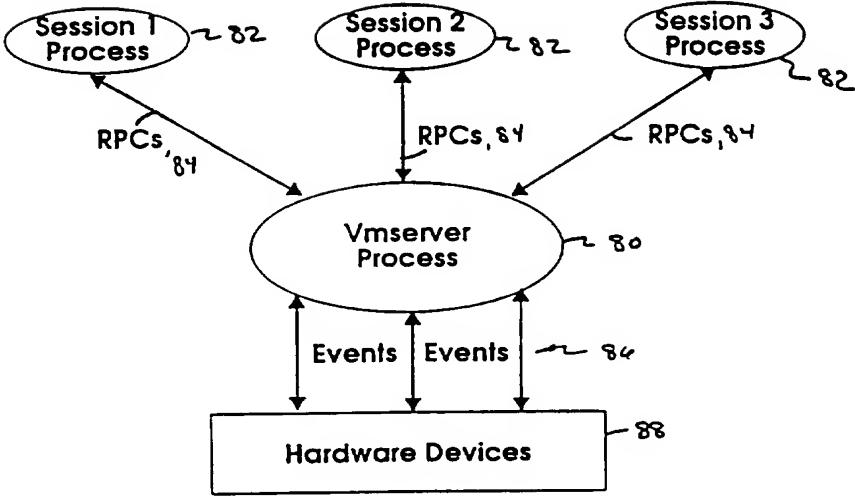 Session 1
Process
82
Session 2
Process
82
Session 3
Process
82
RPCs, 84
RPCs, 84
RPCs, 84
Vmserver
Process
80
Events
Events
86
Hardware Devices
88